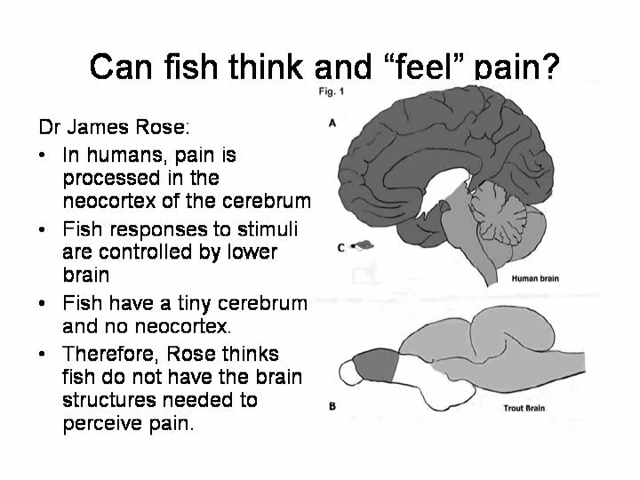 Can fish think and “feel” pain?
Fig. 1
Dr James Rose:
• In humans, pain is
processed in the
neocortex of the cerebrum
• Fish responses to stimuli
are controlled by lower
brain
• Fish have a tiny cerebrum
and no neocortex.
• Therefore, Rose thinks
fish do not have the brain
structures needed to
perceive pain.
A
C
Human brain
B
Trout Brain